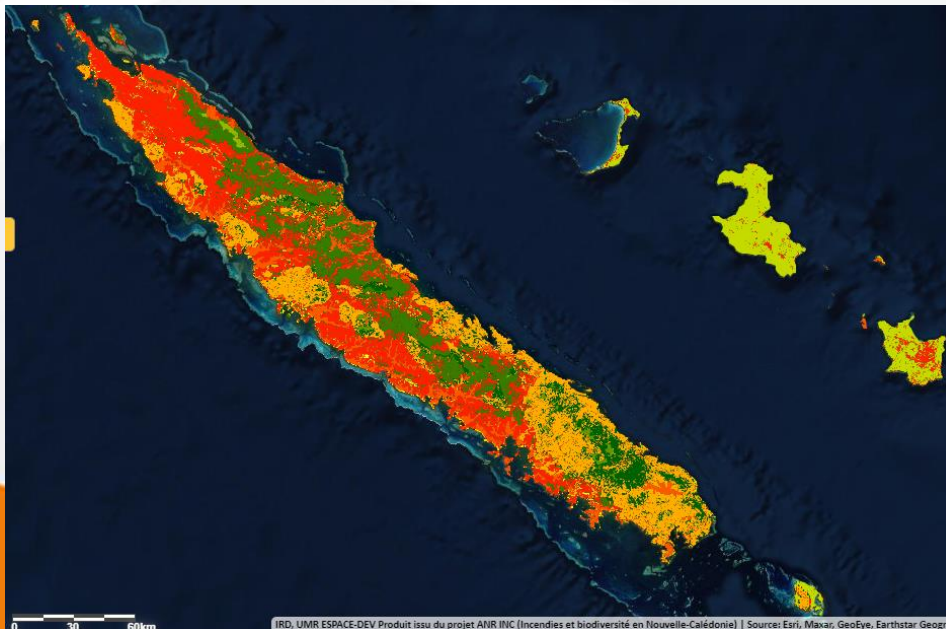 0 30 60km
IRD, UMR ESPACE-DEV Produit issu du projet ANR INC (Incendies et biodiversité en Nouvelle-Calédonie) | Source: Esri, Maxar, GeoEye, Earthstar Geogr